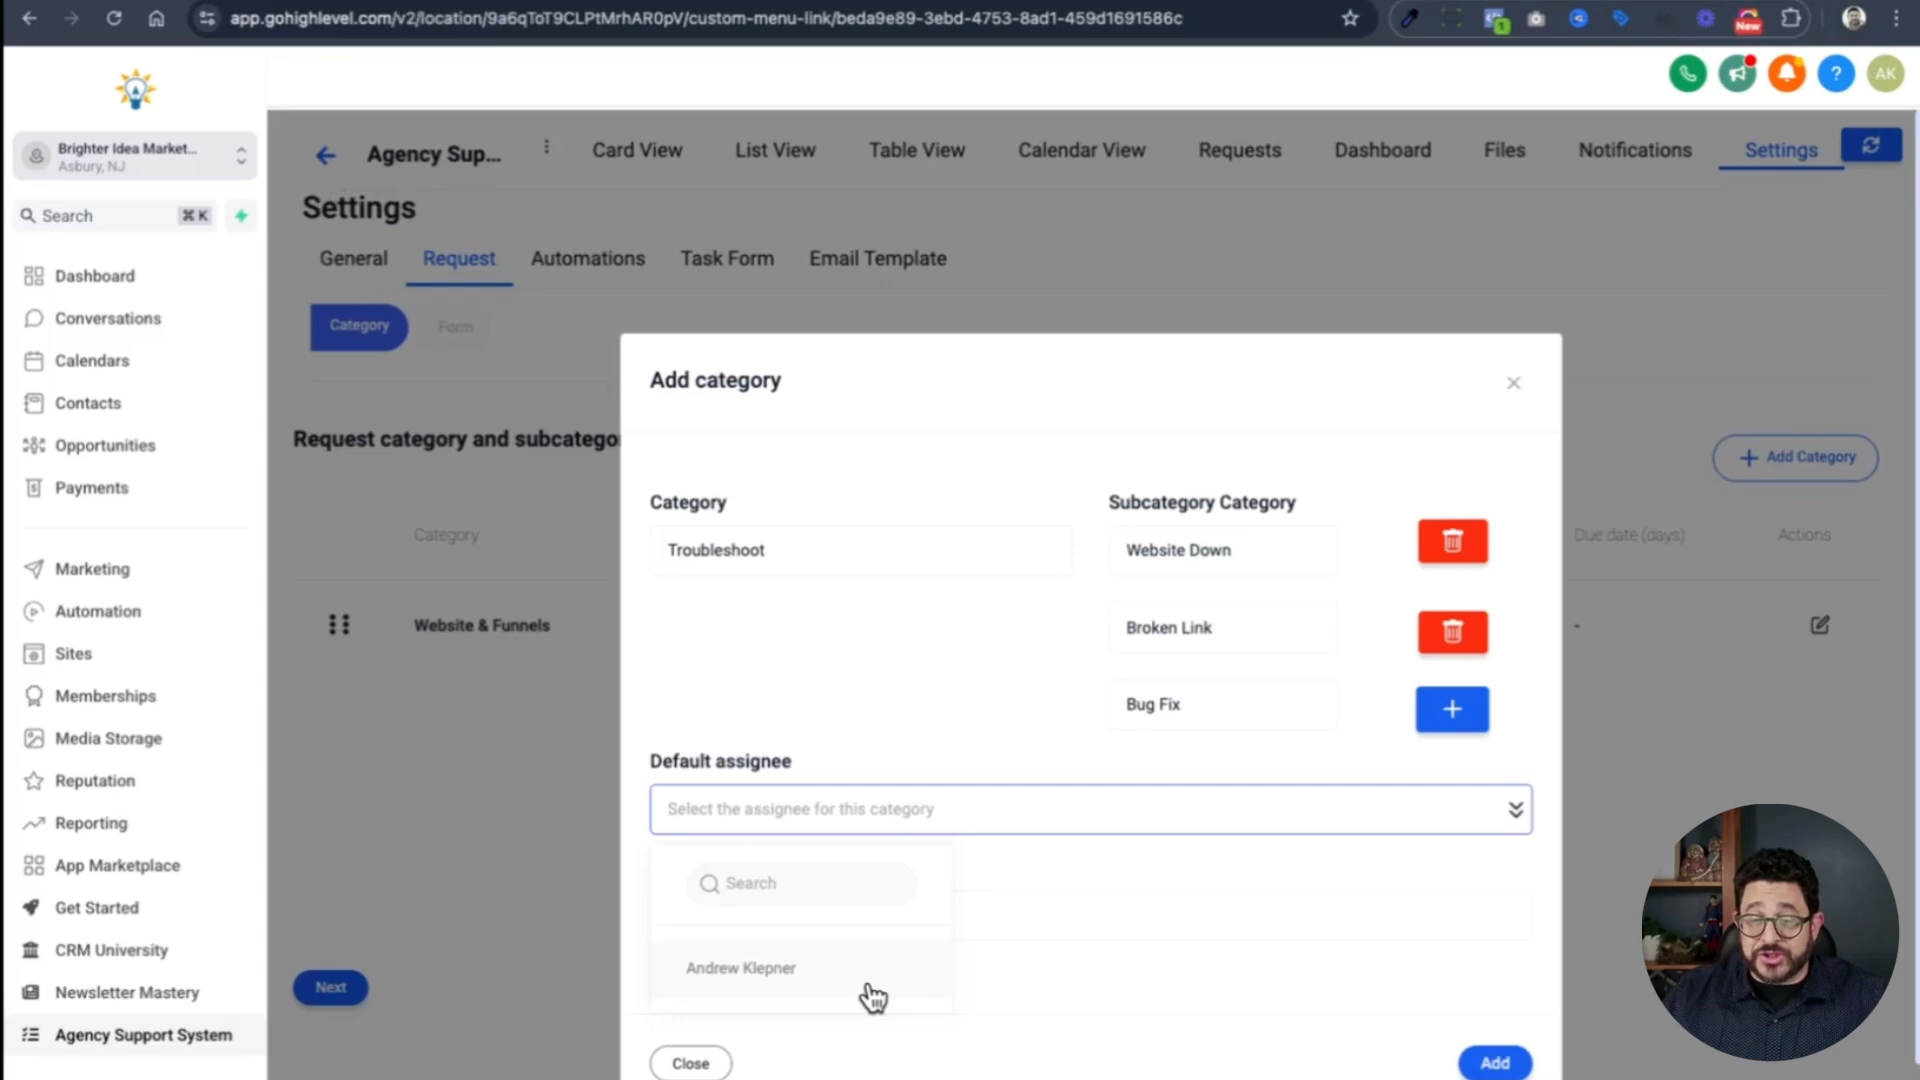 app.gohighlevel.com/v2/location/9a6qToT9CLPtMrhAR0pV/custom-menu-link/beda9e89-3ebd-4753-8ad1-459d1691586c
1
New
AK
Brighter Idea Market...
Asbury, NJ
Search ⌘ K
Dashboard
Conversations
Calendars
Contacts
Opportunities
Payments
Marketing
Automation
Sites
Memberships
Media Storage
Reputation
Reporting
App Marketplace
Get Started
CRM University
Newsletter Mastery
Agency Support System
Agency Sup... Card View List View Table View Calendar View Requests Dashboard Files Notifications Settings
Settings
General Request Automations Task Form Email Template
Category Form
Request category and subcatego
+ Add Category
Category Due date (days) Actions
Website & Funnels -
Next
Add category
Category Subcategory Category
Troubleshoot Website Down
Broken Link
Bug Fix
Default assignee
Select the assignee for this category
Search
Andrew Klepner
Close Add